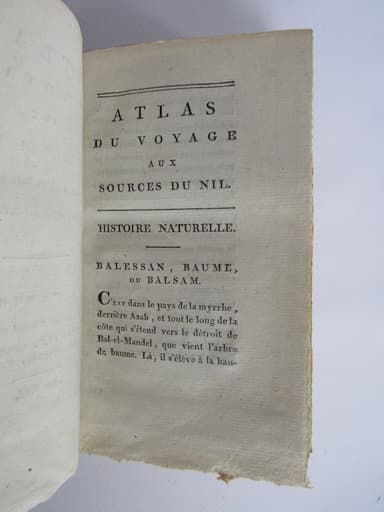 ATLAS
DU VOYAGE
AUX
SOURCES DU NIL.
HISTOIRE NATURELLE.
BALESSAN, BAUME,
OU BALSAM.
C'EST dans le pays de la myrrhe,
derrière Azab, et tout le long de la
côte qui s'étend vers le détroit de
Bal-el-Mandel, que vient l'arbre
de baume. Là, il s'élève à la hau-